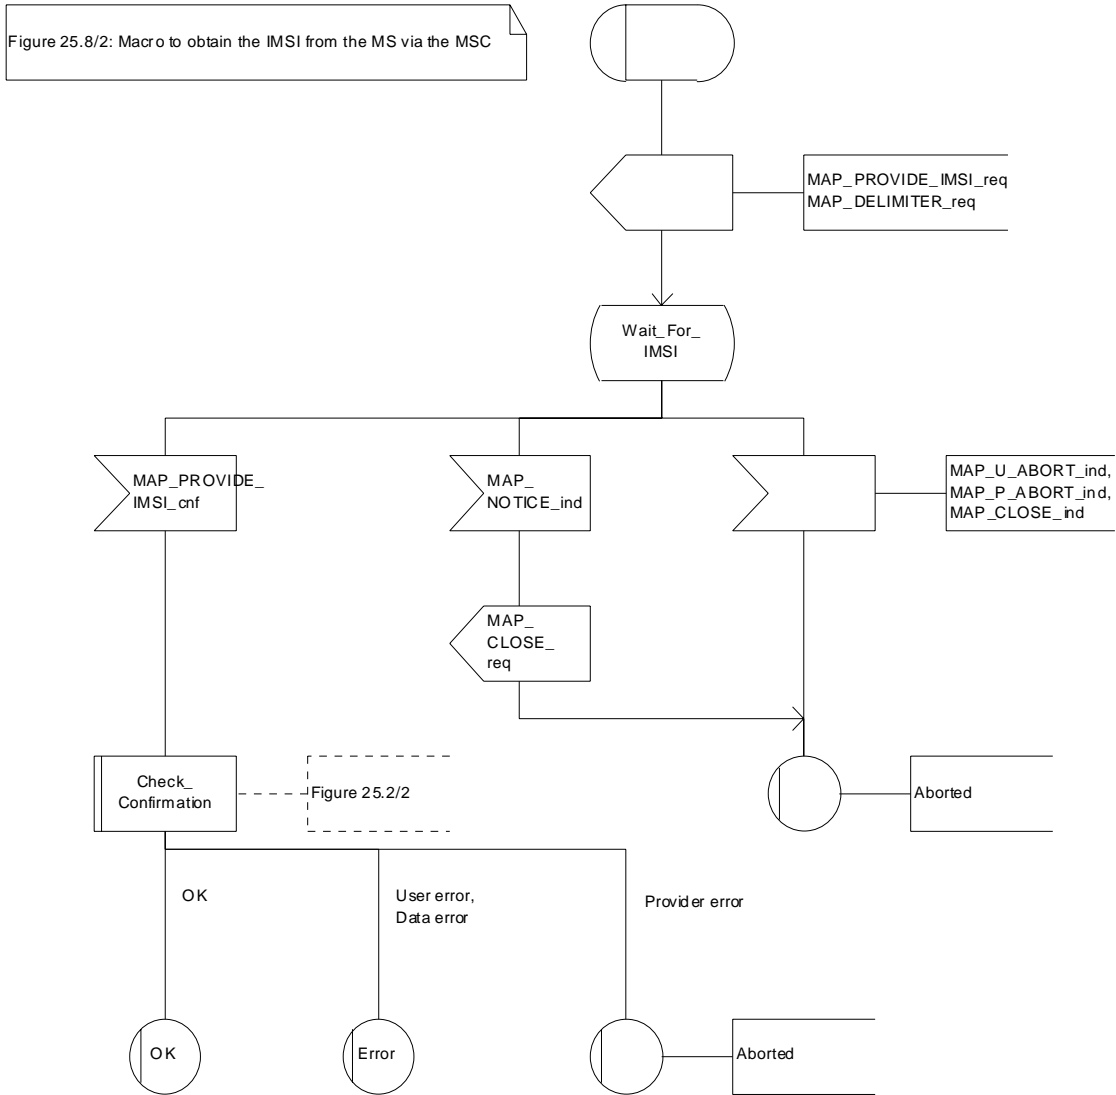 Figure 25.8/2: Macro to obtain the IMSI from the MS via the MSC
MAP_PROVIDE_IMSI_req
MAP_DELIMITER_req
Wait_For_
IMSI
MAP_PROVIDE_
IMSI_cnf
MAP_
NOTICE_ind
MAP_U_ABORT_ind,
MAP_P_ABORT_ind,
MAP_CLOSE_ind
MAP_
CLOSE_
req
Check_
Confirmation
Figure 25.2/2
Aborted
OK
User error,
Data error
Provider error
OK
Error
Aborted